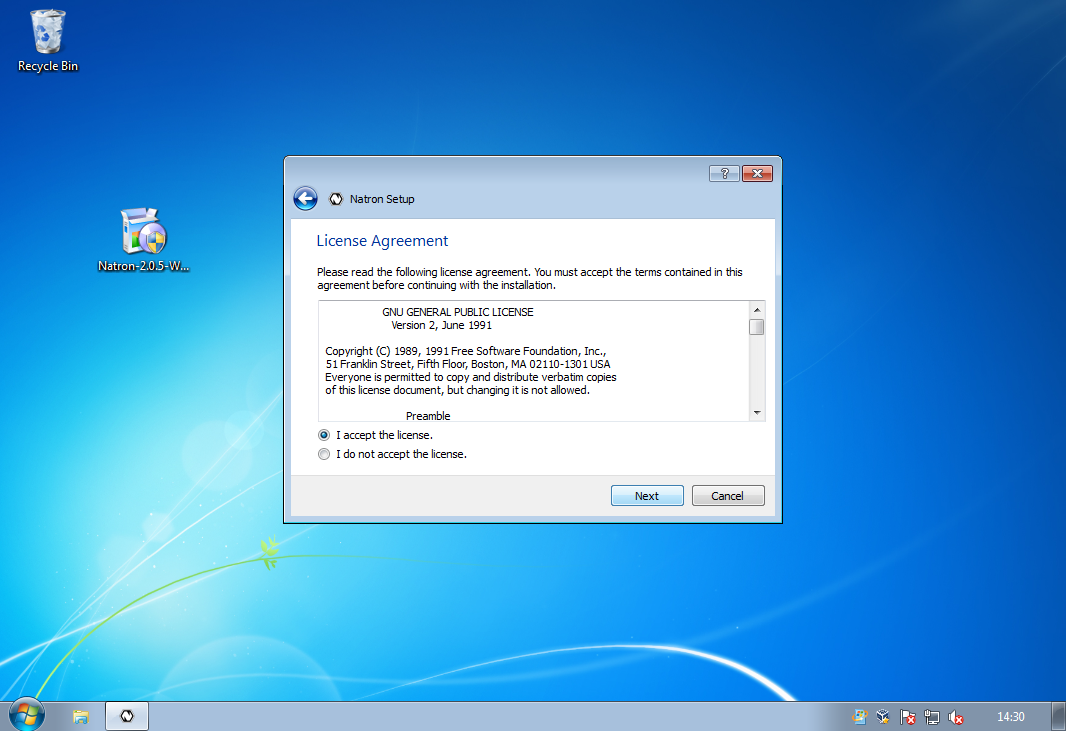 Recycle Bin
Natron-2.0.5-W...
?
Natron Setup
License Agreement
Please read the following license agreement. You must accept the terms contained in this
agreement before continuing with the installation.
GNU GENERAL PUBLIC LICENSE
Version 2, June 1991
Copyright (C) 1989, 1991 Free Software Foundation, Inc.,
51 Franklin Street, Fifth Floor, Boston, MA 02110-1301 USA
Everyone is permitted to copy and distribute verbatim copies
of this license document, but changing it is not allowed.
Preamble
I accept the license.
I do not accept the license.
Next
Cancel
14:30